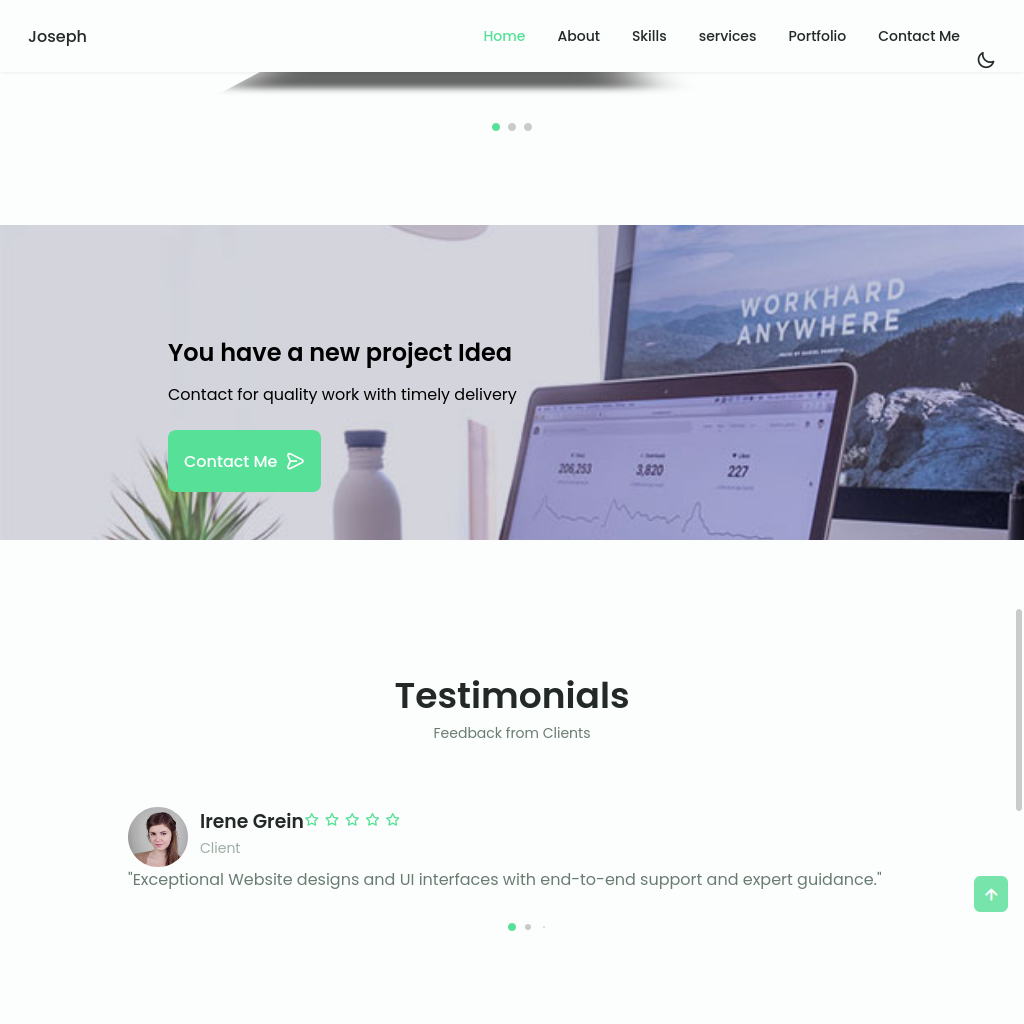 Joseph
Home About Skills services Portfolio Contact Me
WORKHARD
ANYWHERE
You have a new project Idea
Contact for quality work with timely delivery
Contact Me
206,253 3,820 227
Testimonials
Feedback from Clients
Irene Grein
Client
"Exceptional Website designs and UI interfaces with end-to-end support and expert guidance."